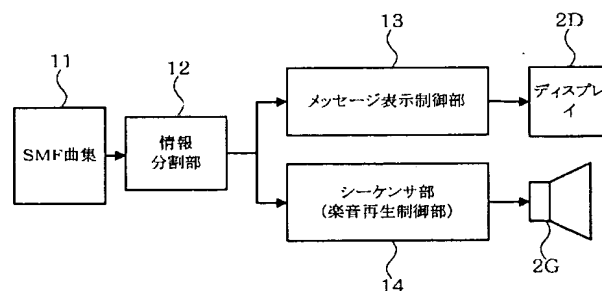 11
SMF曲集
12
情報
分割部
13
メッセージ表示制御部
2D
ディスプレ
イ
シーケンサ部
(楽音再生制御部)
14
2G